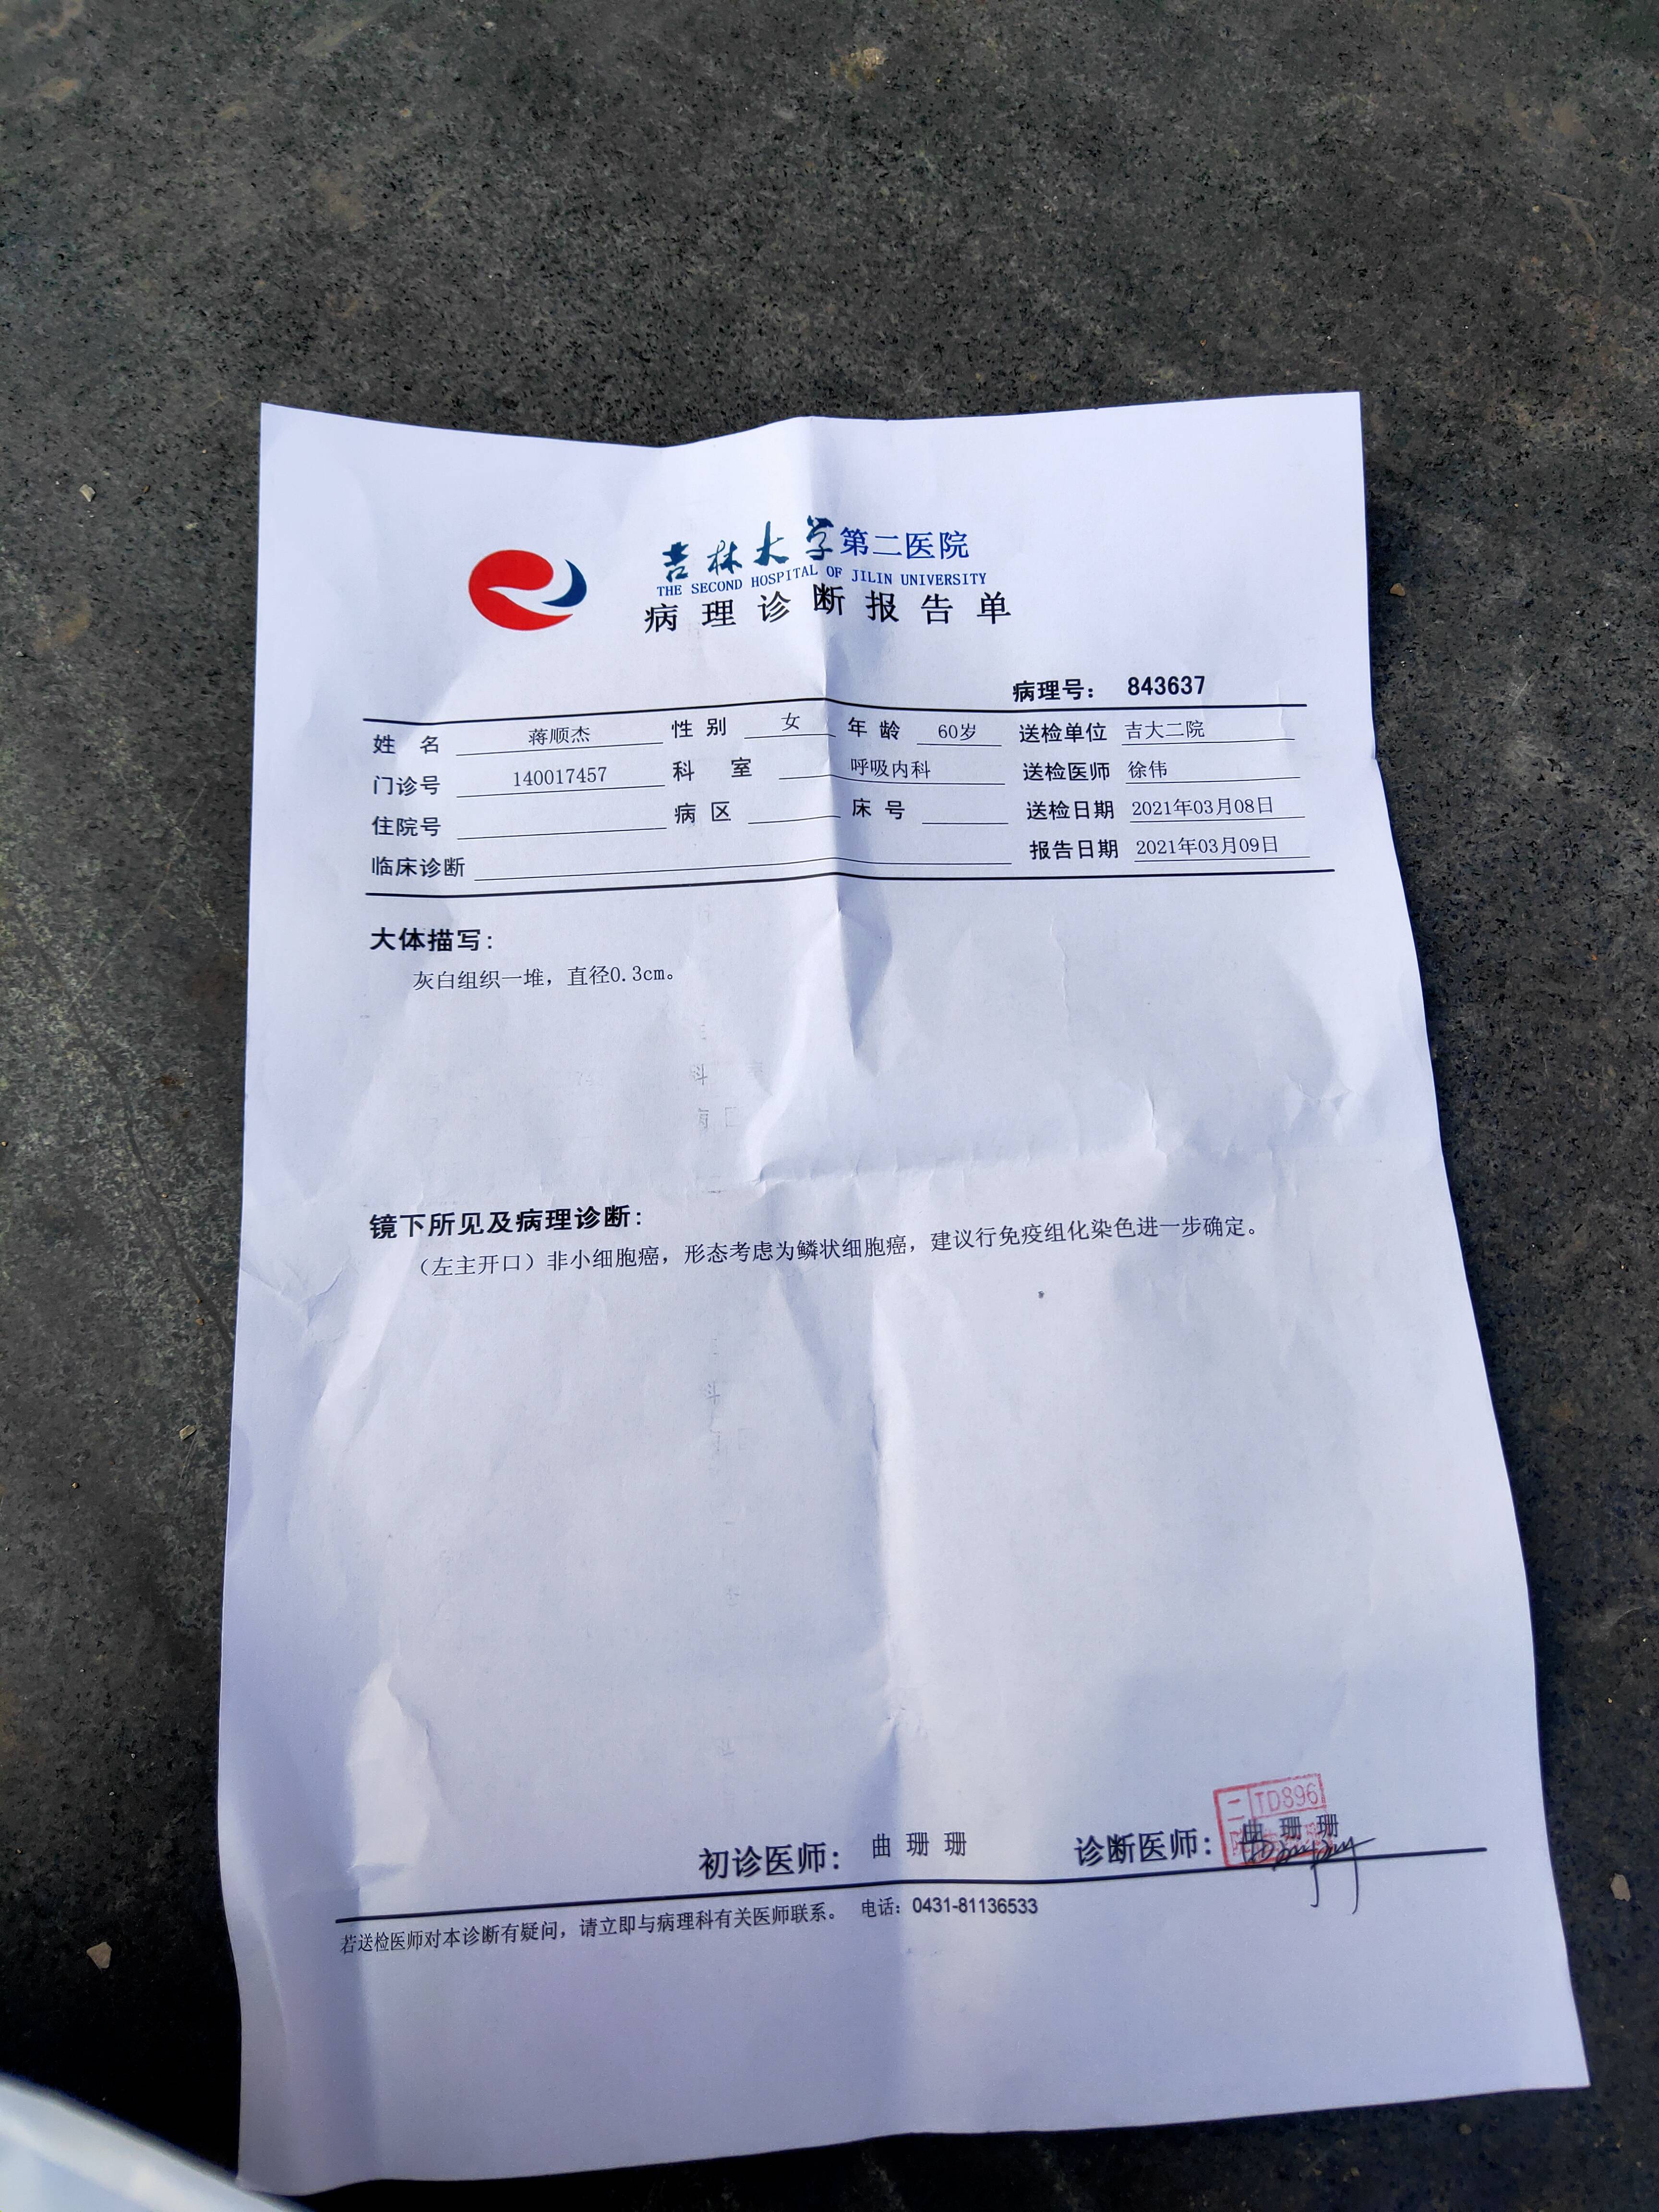 吉林大学第二医院
THE SECOND HOSPITAL OF JILIN UNIVERSITY
病理诊断报告单
病理号： 843637
姓 名 蒋顺杰 性 别 女 年 龄 60岁 送检单位 吉大二院
门诊号 140017457 科 室 呼吸内科 送检医师 徐伟
住院号 病 区 床 号 送检日期 2021年03月08日
临床诊断 报告日期 2021年03月09日
大体描写：
灰白组织一堆，直径0.3cm。
镜下所见及病理诊断：
（左主开口）非小细胞癌，形态考虑为鳞状细胞癌，建议行免疫组化染色进一步确定。
二 TD896
初诊医师： 曲珊珊 诊断医师： 曲珊珊
若送检医师对本诊断有疑问，请立即与病理科有关医师联系。 电话：0431-81136533